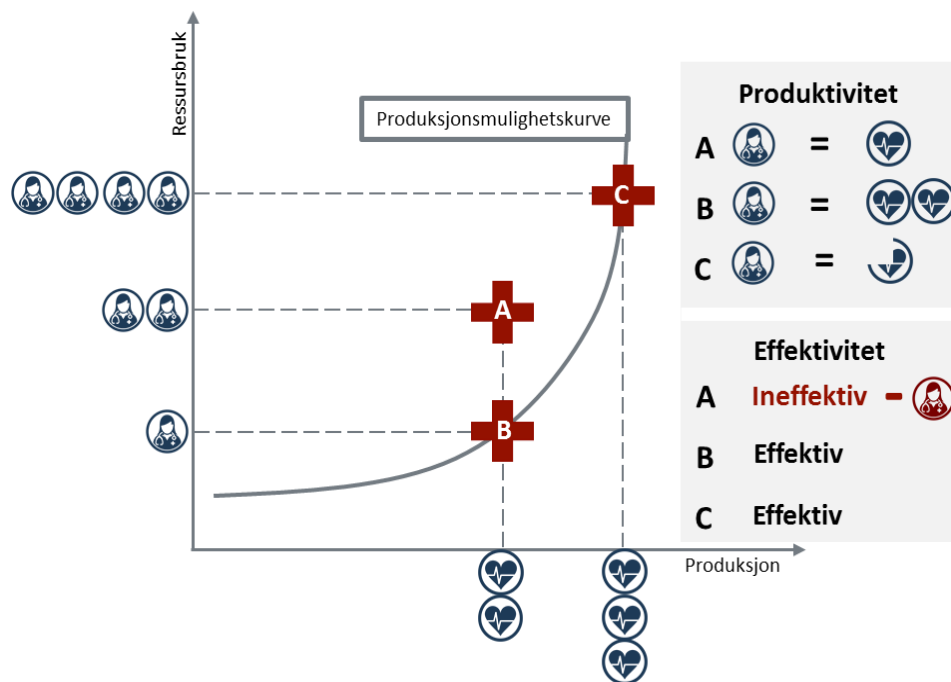 Ressursbruk
Produksjonsmulighetskurve
C
A
B
Produksjon
Produktivitet
A =
B =
C =
Effektivitet
A Ineffektiv -
B Effektiv
C Effektiv